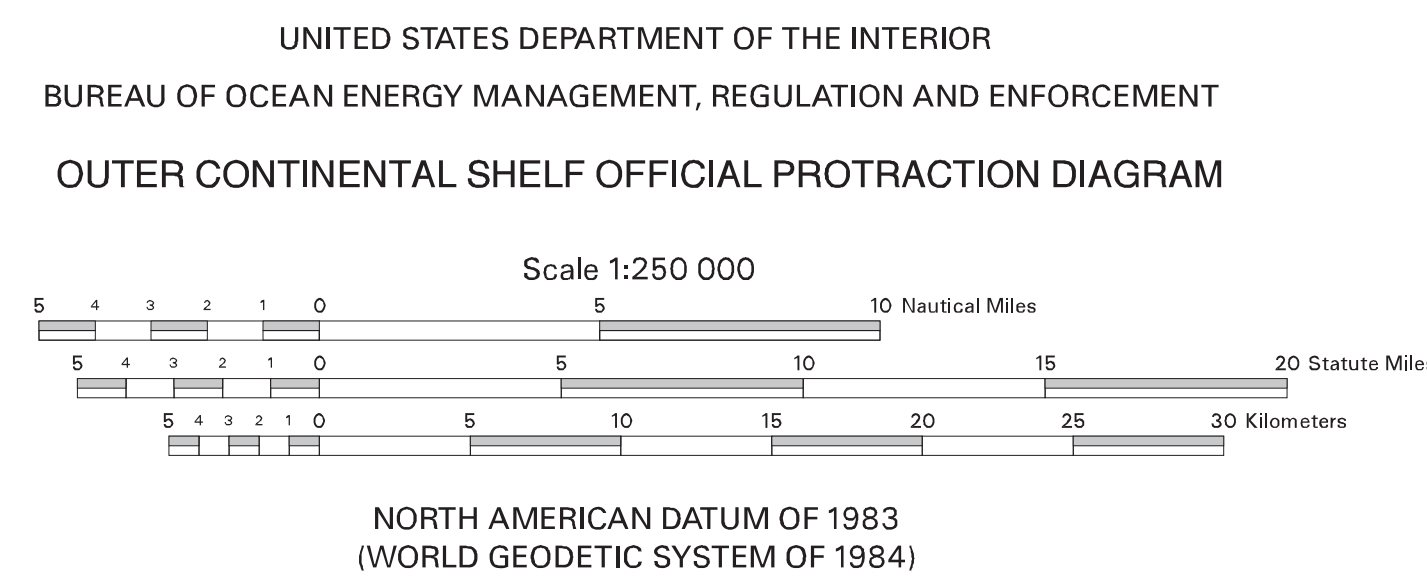 UNITED STATES DEPARTMENT OF THE INTERIOR
BUREAU OF OCEAN ENERGY MANAGEMENT, REGULATION AND ENFORCEMENT
OUTER CONTINENTAL SHELF OFFICIAL PROTRACTION DIAGRAM
Scale 1:250 000
5 4 3 2 1 0 5 10 Nautical Miles
5 4 3 2 1 0 5 10 15 20 Statute Miles
5 4 3 2 1 0 5 10 15 20 25 30 Kilometers
NORTH AMERICAN DATUM OF 1983
(WORLD GEODETIC SYSTEM OF 1984)